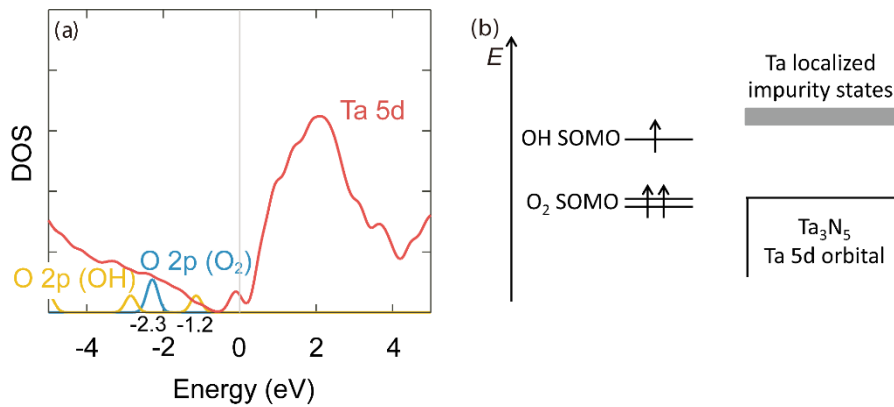 (a)
Ta 5d
O 2p (O₂)
O 2p (OH)
-2.3
-1.2
DOS
-4
-2
0
2
4
Energy (eV)
(b)
E
Ta localized
impurity states
OH SOMO
O₂ SOMO
Ta₃N₅
Ta 5d orbital